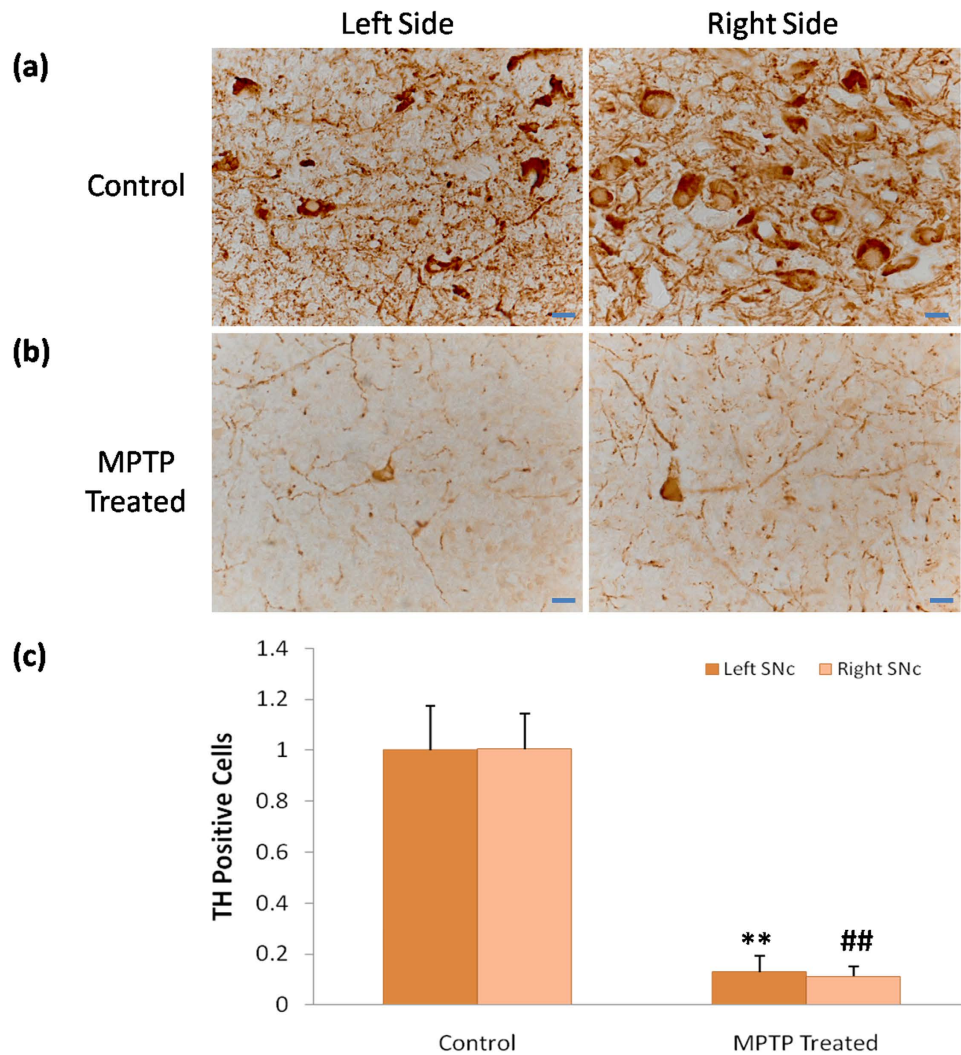 Left Side
Right Side
(a)
Control
(b)
MPTP
Treated
(c)
TH Positive Cells
1.4
1.2
1
0.8
0.6
0.4
0.2
0
Left SNc
Right SNc
**
##
Control
MPTP Treated